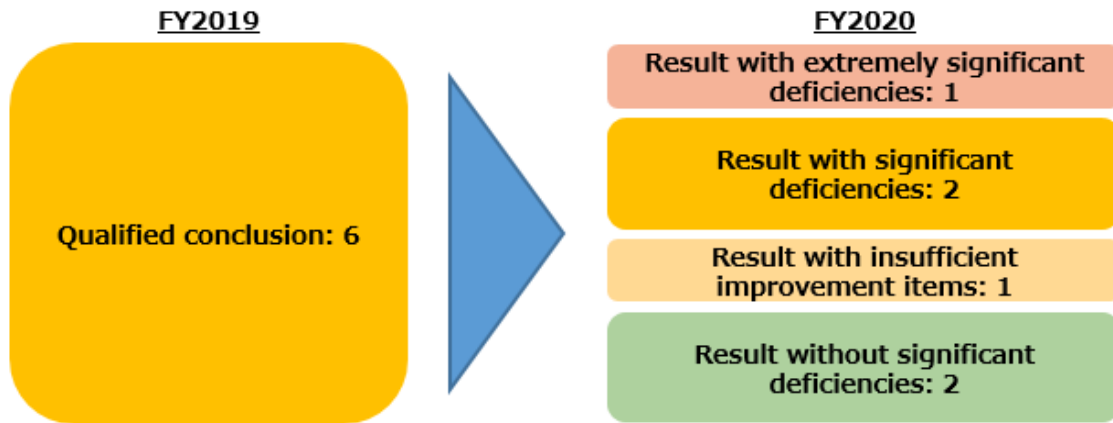 FY2019
Qualified conclusion: 6
FY2020
Result with extremely significant
deficiencies: 1
Result with significant
deficiencies: 2
Result with insufficient
improvement items: 1
Result without significant
deficiencies: 2